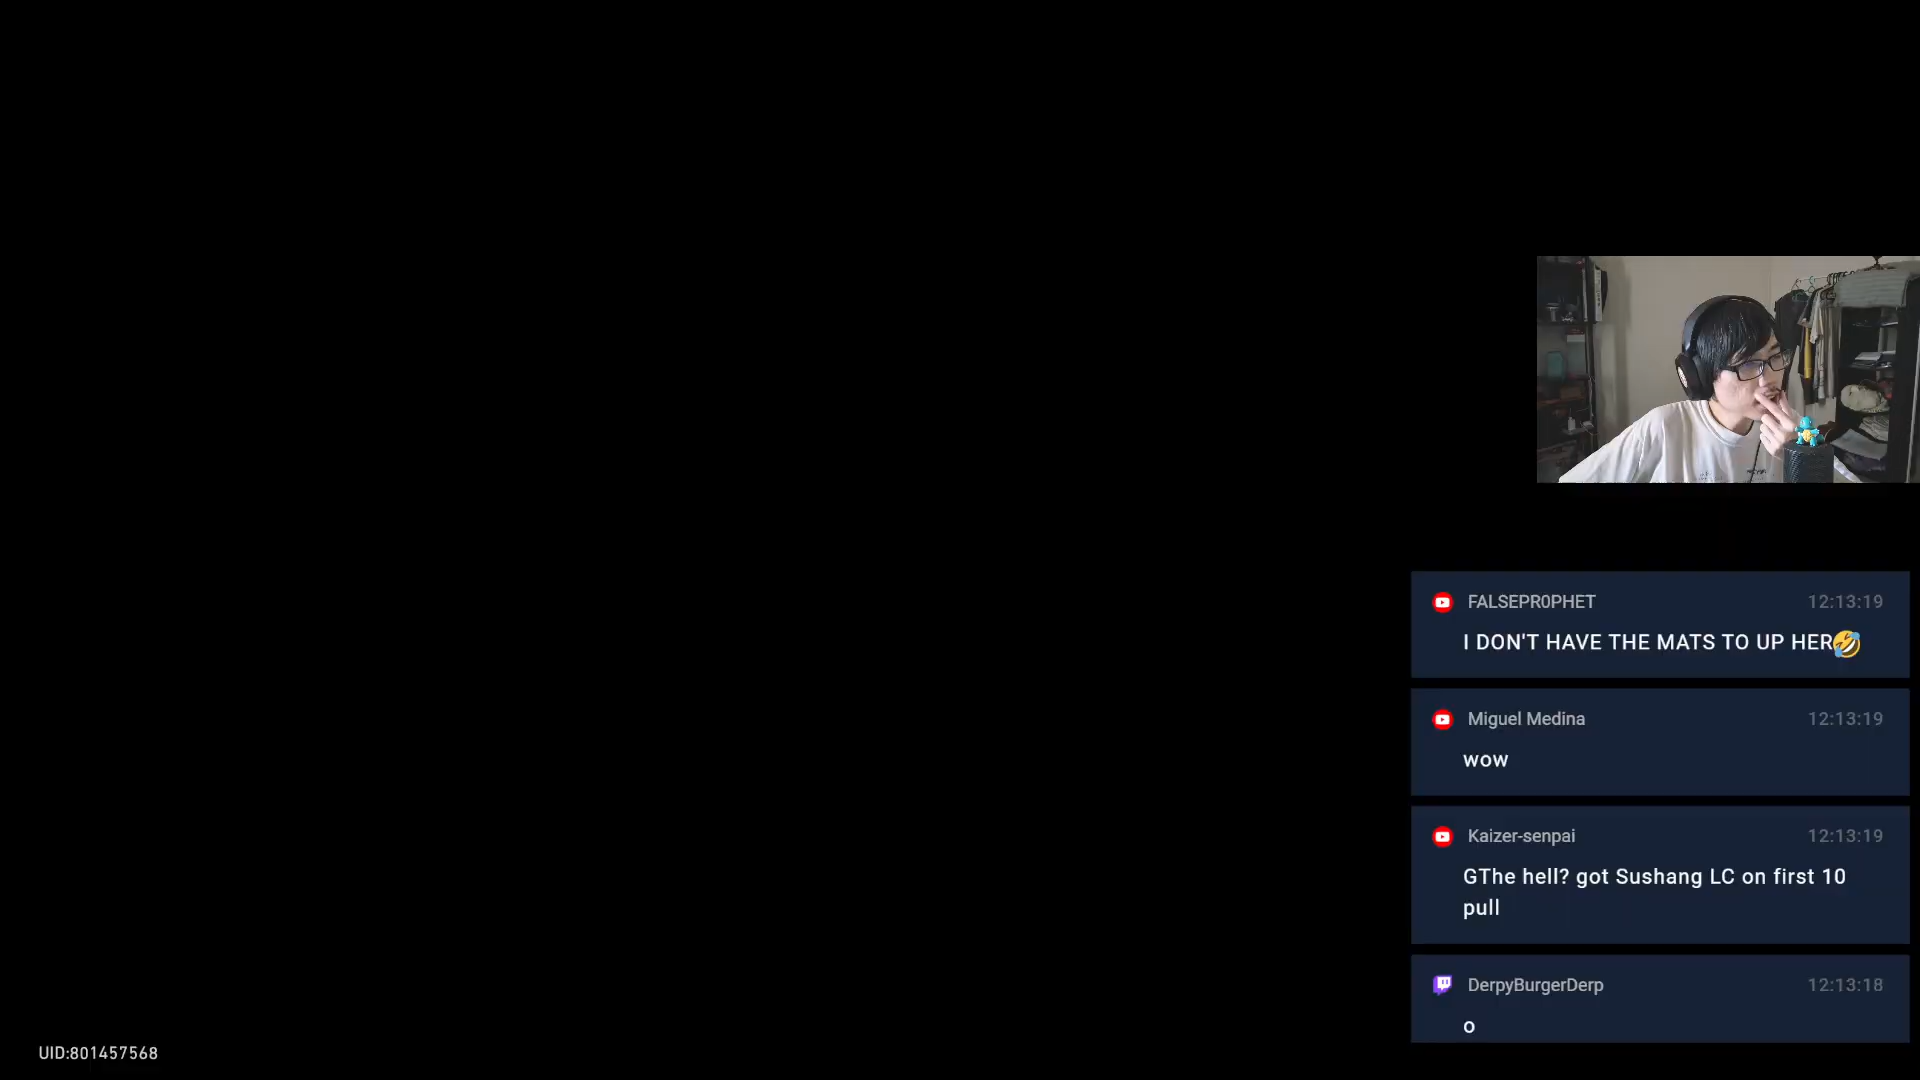 FALSEPR0PHET 12:13:19
I DON'T HAVE THE MATS TO UP HER🤣
Miguel Medina 12:13:19
wow
Kaizer-senpai 12:13:19
GThe hell? got Sushang LC on first 10
pull
DerpyBurgerDerp 12:13:18
o
UID:801457568